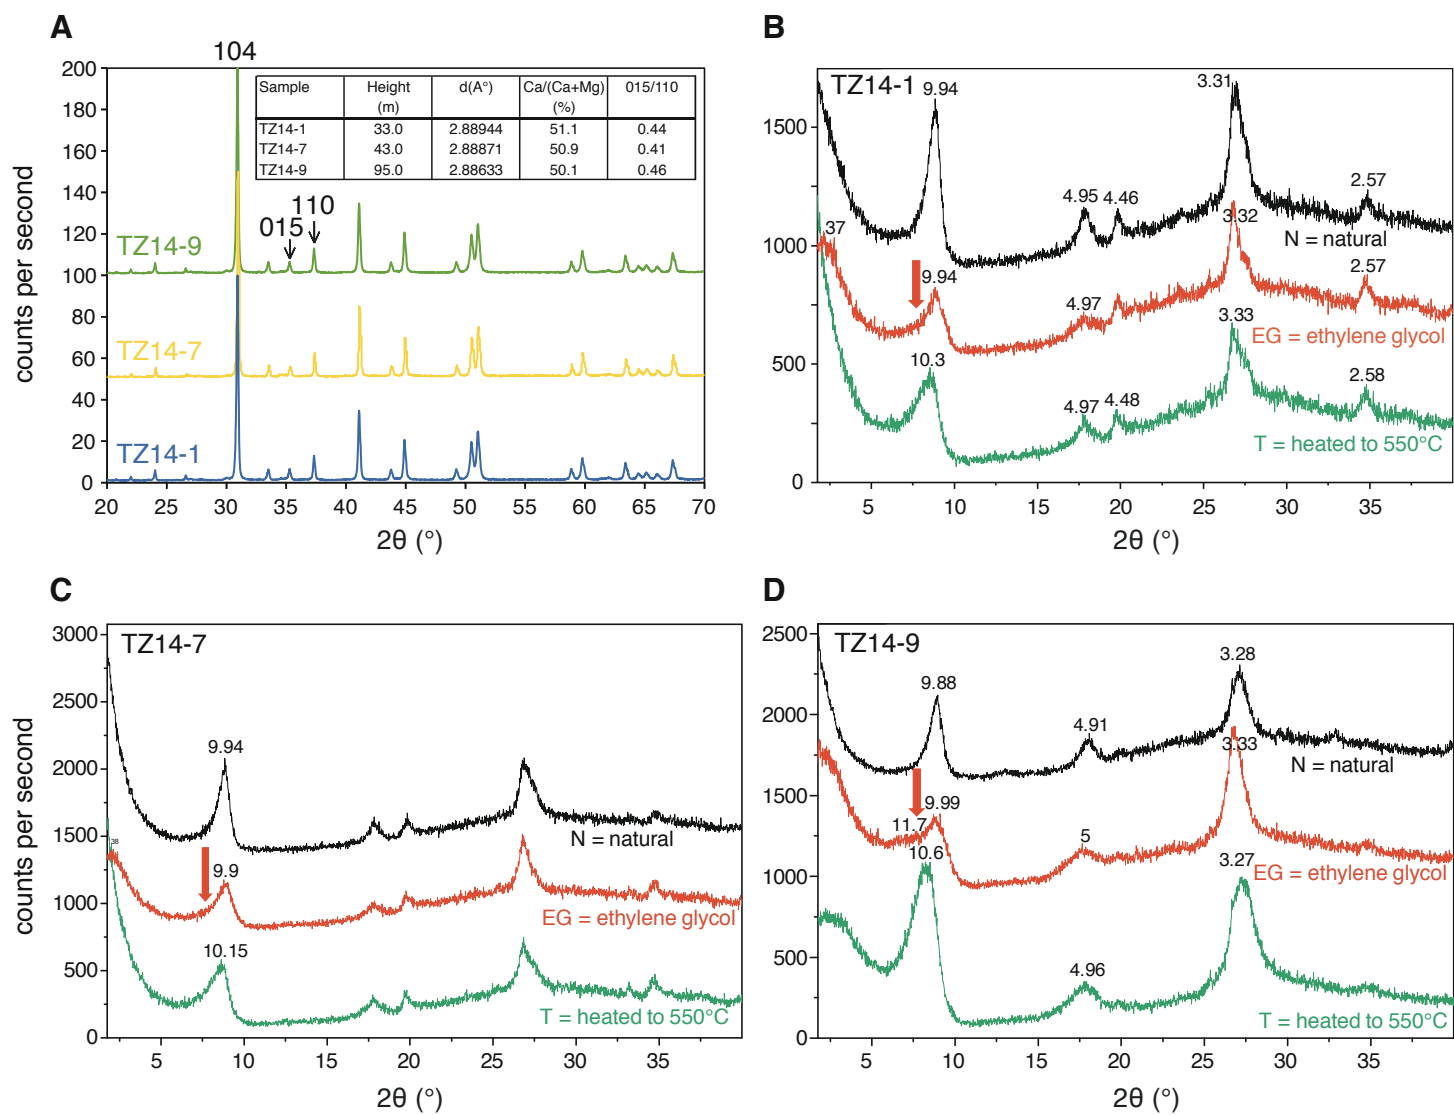 A
104
200
180
160
140
120
100
80
60
40
20
0
counts per second
Sample Height (m) d(A°) Ca/(Ca+Mg) (%) 015/110
TZ14-1 33.0 2.88944 51.1 0.44
TZ14-7 43.0 2.88871 50.9 0.41
TZ14-9 95.0 2.88633 50.1 0.46
015
110
TZ14-9
TZ14-7
TZ14-1
20 25 30 35 40 45 50 55 60 65 70
2θ (°)
B
TZ14-1
1500
1000
500
0
9.94
4.95
4.46
3.31
2.57
N = natural
37
9.94
4.97
3.32
2.57
EG = ethylene glycol
10.3
4.97
4.48
3.33
2.58
T = heated to 550°C
5 10 15 20 25 30 35
2θ (°)
C
TZ14-7
3000
2500
2000
1500
1000
500
0
counts per second
9.94
N = natural
38
9.9
EG = ethylene glycol
10.15
T = heated to 550°C
5 10 15 20 25 30 35
2θ (°)
D
TZ14-9
2500
2000
1500
1000
500
0
9.88
4.91
3.28
N = natural
11.7
9.99
5
3.33
EG = ethylene glycol
10.6
4.96
3.27
T = heated to 550°C
5 10 15 20 25 30 35
2θ (°)